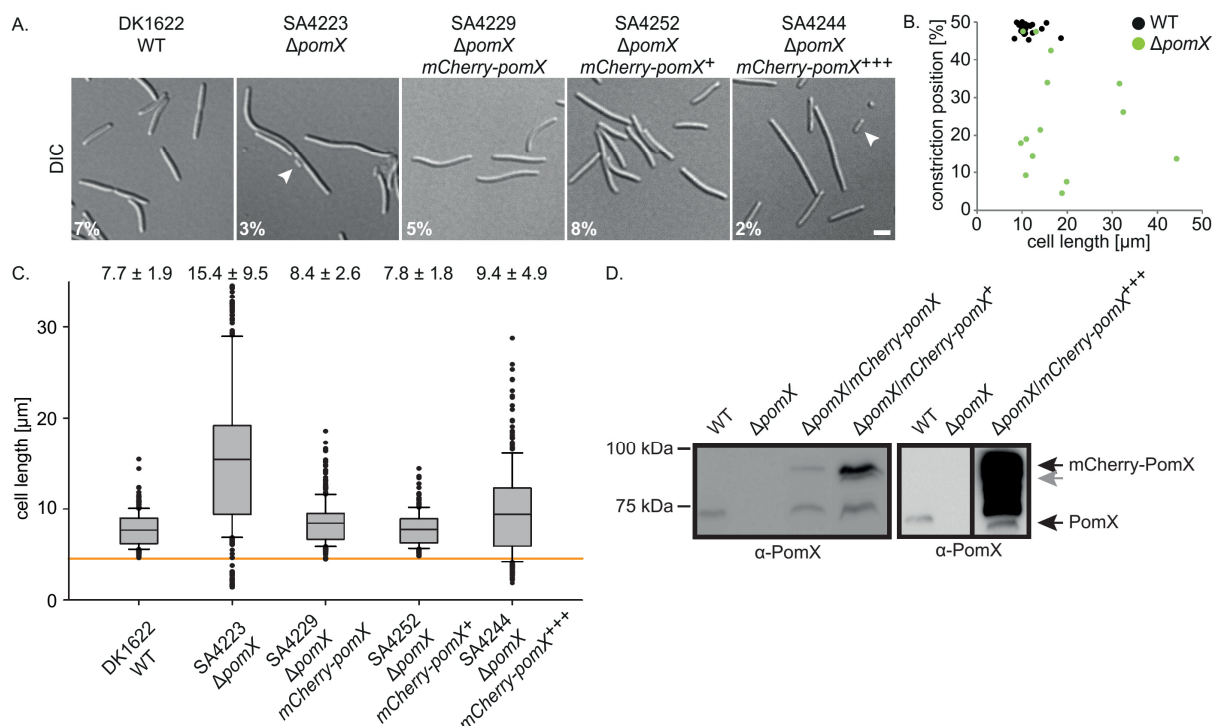 A.
DK1622
WT
SA4223
ΔpomX
SA4229
ΔpomX
mCherry-pomX
SA4252
ΔpomX
mCherry-pomX⁺
SA4244
ΔpomX
mCherry-pomX⁺⁺⁺
DIC
7%
3%
5%
8%
2%
B.
constriction position [%]
50
40
30
20
10
0
0
10
20
30
40
50
cell length [µm]
WT
ΔpomX
C.
7.7 ± 1.9
15.4 ± 9.5
8.4 ± 2.6
7.8 ± 1.8
9.4 ± 4.9
cell length [µm]
30
20
10
0
DK1622
WT
SA4223
ΔpomX
SA4229
ΔpomX
mCherry-pomX
SA4252
ΔpomX
mCherry-pomX⁺
SA4244
ΔpomX
mCherry-pomX⁺⁺⁺
D.
WT
ΔpomX
ΔpomX/mCherry-pomX
ΔpomX/mCherry-pomX⁺
WT
ΔpomX
ΔpomX/mCherry-pomX⁺⁺⁺
100 kDa
75 kDa
mCherry-PomX
PomX
α-PomX
α-PomX